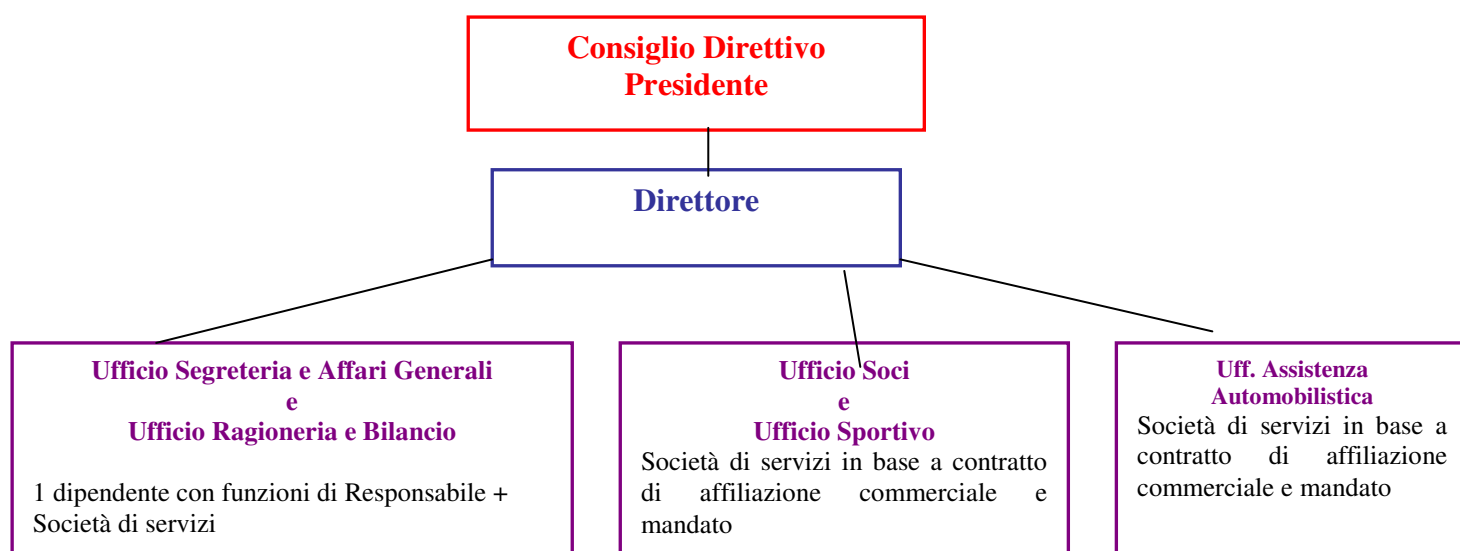 Consiglio Direttivo
Presidente
Direttore
Ufficio Segreteria e Affari Generali
e
Ufficio Ragioneria e Bilancio
1 dipendente con funzioni di Responsabile +
Società di servizi
Ufficio Soci
e
Ufficio Sportivo
Società di servizi in base a contratto
di affiliazione commerciale e
mandato
Uff. Assistenza
Automobilistica
Società di servizi in base a
contratto di affiliazione
commerciale e mandato